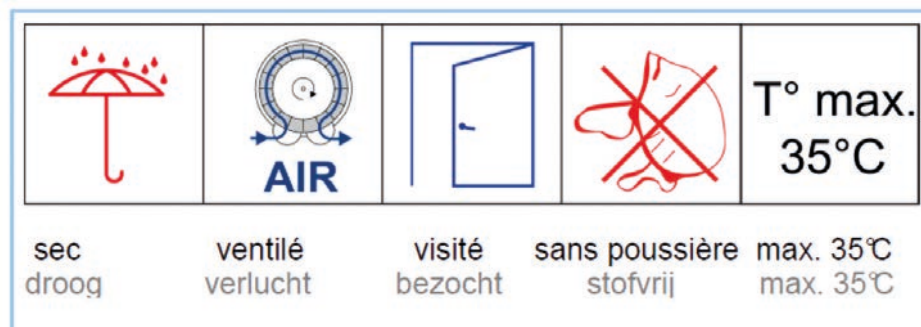 AIR
T° max.
35°C
sec ventilé visité sans poussière max. 35°C
droog verlucht bezocht stofvrij max. 35°C